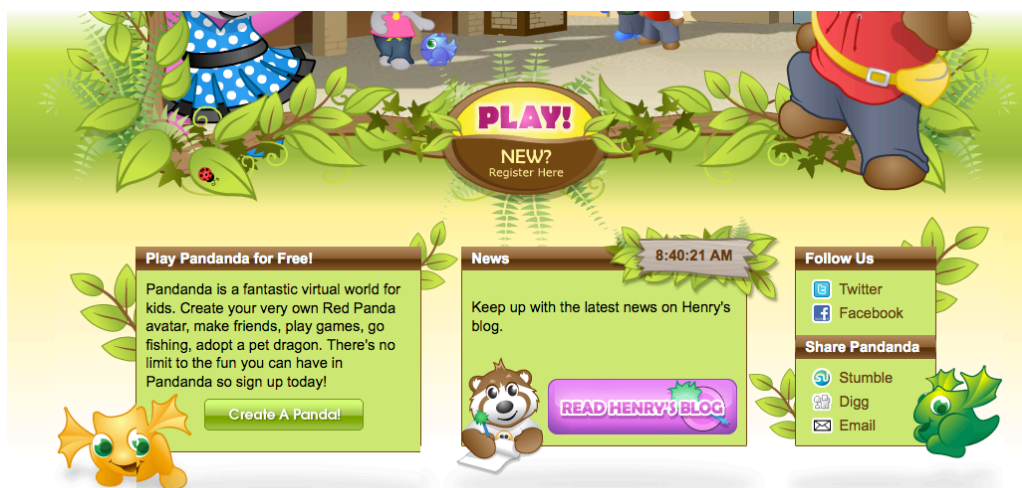 PLAY!
NEW?
Register Here
Play Pandanda for Free!
Pandanda is a fantastic virtual world for
kids. Create your very own Red Panda
avatar, make friends, play games, go
fishing, adopt a pet dragon. There's no
limit to the fun you can have in
Pandanda so sign up today!
Create A Panda!
News
8:40:21 AM
Keep up with the latest news on Henry's
blog.
READ HENRY'S BLOG
Follow Us
Twitter
Facebook
Share Pandanda
Stumble
Digg
Email